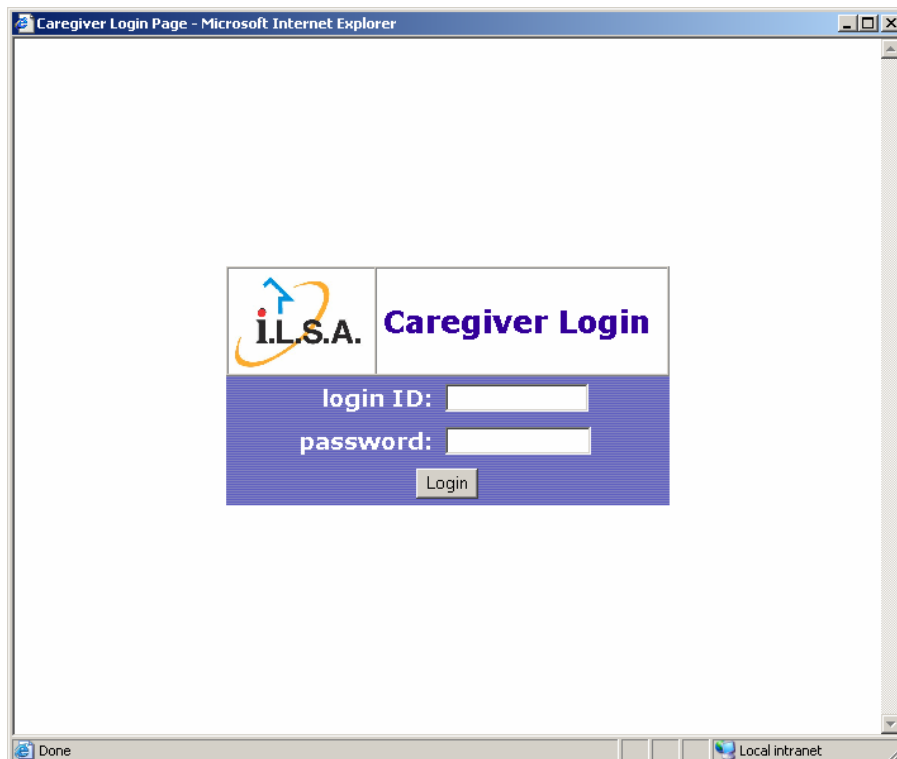 Caregiver Login Page - Microsoft Internet Explorer
i.L.S.A.
Caregiver Login
login ID:
password:
Login
Done
Local intranet